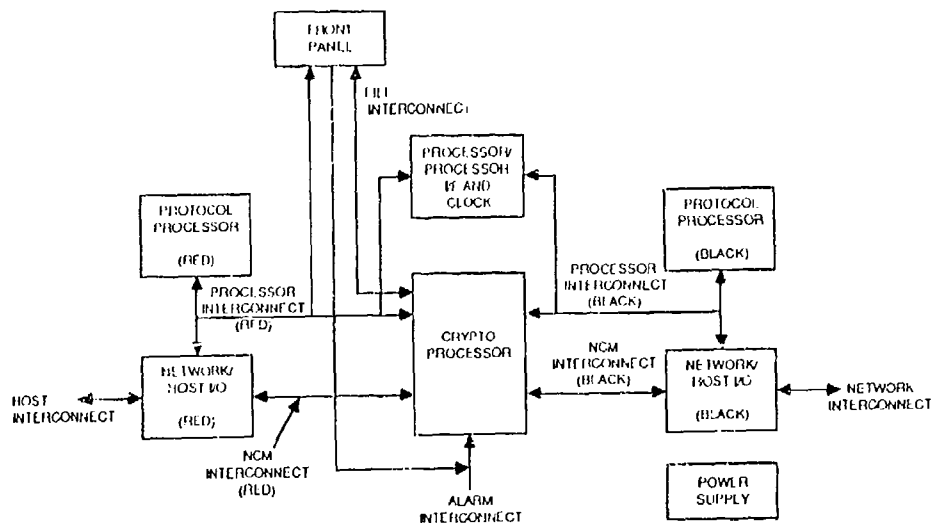 FRONT
PANEL
FILL
INTERCONNECT
PROCESSOR/
PROCESSOR
I/F AND
CLOCK
PROTOCOL
PROCESSOR
(RED)
PROTOCOL
PROCESSOR
(BLACK)
PROCESSOR
INTERCONNECT
(RED)
PROCESSOR
INTERCONNECT
(BLACK)
CRYPTO
PROCESSOR
NETWORK/
HOST I/O
(RED)
HOST
INTERCONNECT
NCM
INTERCONNECT
(BLACK)
NETWORK/
HOST I/O
(BLACK)
NETWORK
INTERCONNECT
NCM
INTERCONNECT
(RED)
ALARM
INTERCONNECT
POWER
SUPPLY